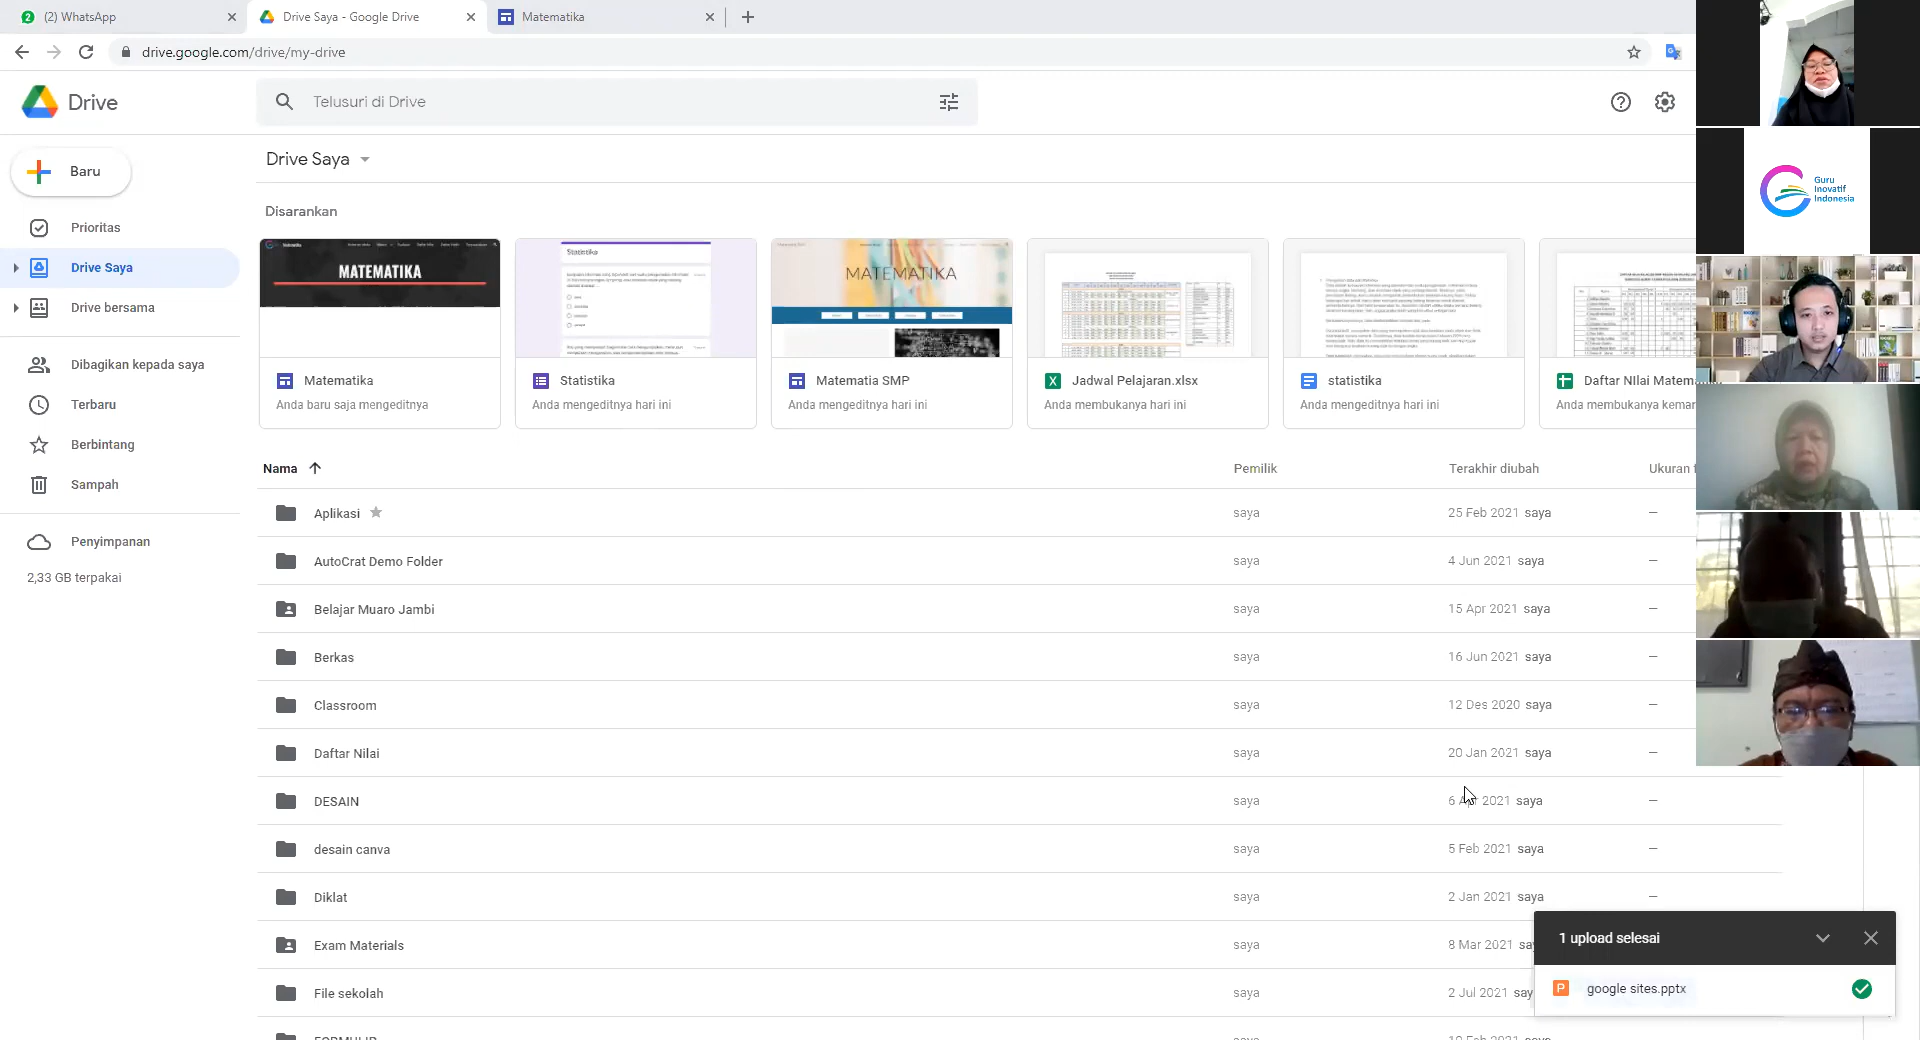 (2) WhatsApp
Drive Saya - Google Drive
Matematika
drive.google.com/drive/my-drive
Drive
Telusuri di Drive
Baru
Prioritas
Drive Saya
Drive bersama
Dibagikan kepada saya
Terbaru
Berbintang
Sampah
Penyimpanan
2,33 GB terpakai
Drive Saya
Disarankan
MATEMATIKA
Statistika
MATEMATIKA
Matematika
Anda baru saja mengeditnya
Statistika
Anda mengeditnya hari ini
Matematia SMP
Anda mengeditnya hari ini
Jadwal Pelajaran.xlsx
Anda membukanya hari ini
statistika
Anda mengeditnya hari ini
Daftar NIlai
Anda membukanya
Nama Pemilik Terakhir diubah Ukuran
Aplikasi saya 25 Feb 2021 saya –
AutoCrat Demo Folder saya 4 Jun 2021 saya –
Belajar Muaro Jambi saya 15 Apr 2021 saya –
Berkas saya 16 Jun 2021 saya –
Classroom saya 12 Des 2020 saya –
Daftar Nilai saya 20 Jan 2021 saya –
DESAIN saya 6 2021 saya –
desain canva saya 5 Feb 2021 saya –
Diklat saya 2 Jan 2021 saya –
Exam Materials saya 8 Mar 2021
File sekolah saya 2 Jul 2021
1 upload selesai
google sites.pptx
Guru
Inovatif
Indonesia